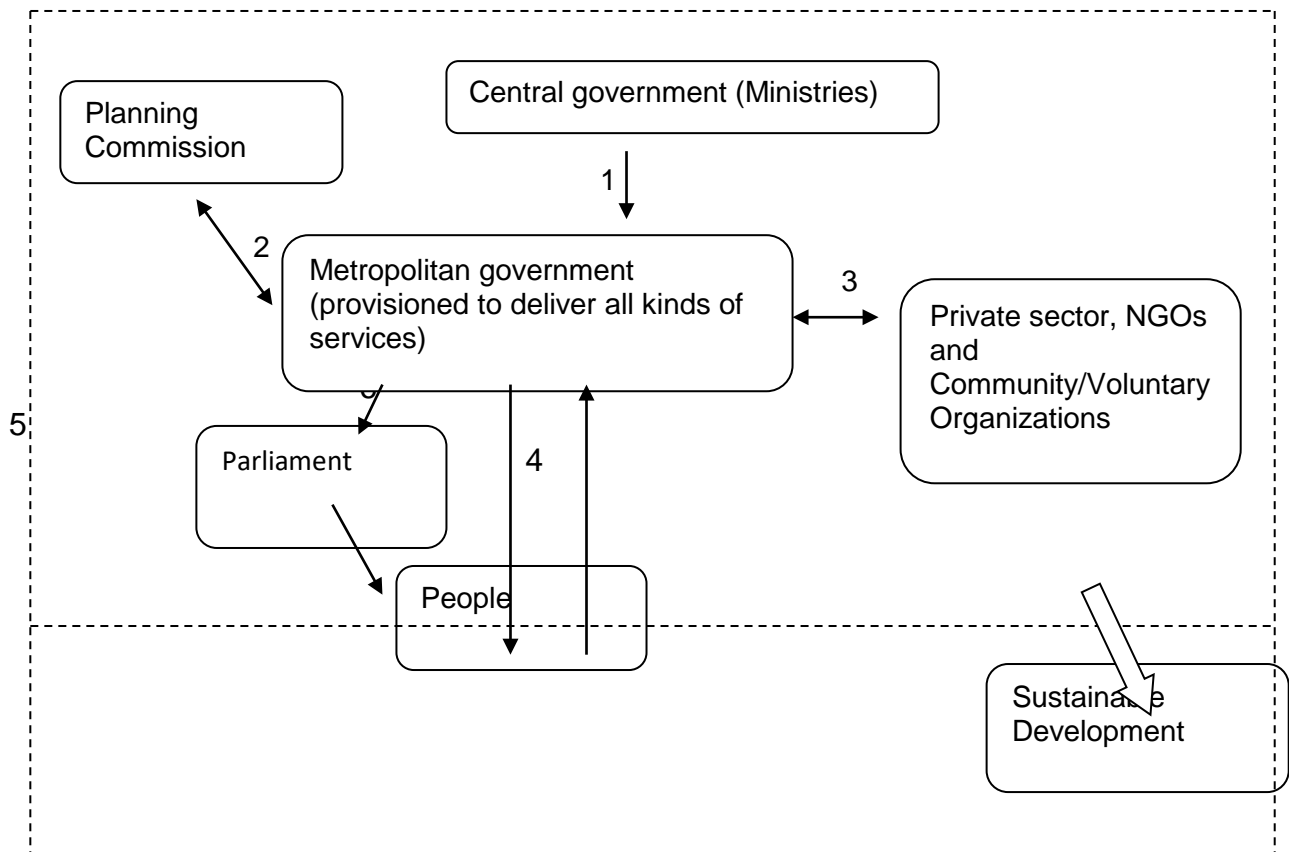 Central government (Ministries)
Planning
Commission
1
2
Metropolitan government
(provisioned to deliver all kinds of
services)
3
Private sector, NGOs
and
Community/Voluntary
Organizations
5
Parliament
4
People
Sustainable
Development